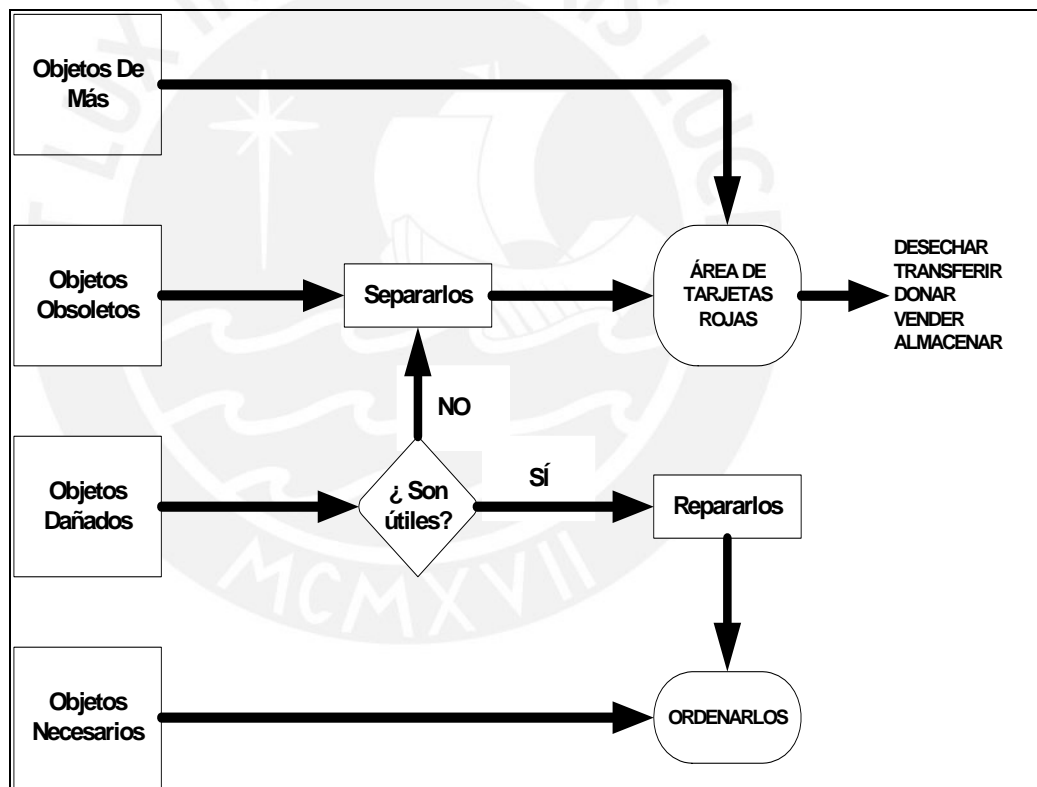 Objetos De
Más
Objetos
Obsoletos
Separarlos
ÁREA DE
TARJETAS
ROJAS
DESECHAR
TRANSFERIR
DONAR
VENDER
ALMACENAR
NO
Objetos
Dañados
¿ Son
útiles?
SÍ
Repararlos
Objetos
Necesarios
ORDENARLOS
MCMXVII